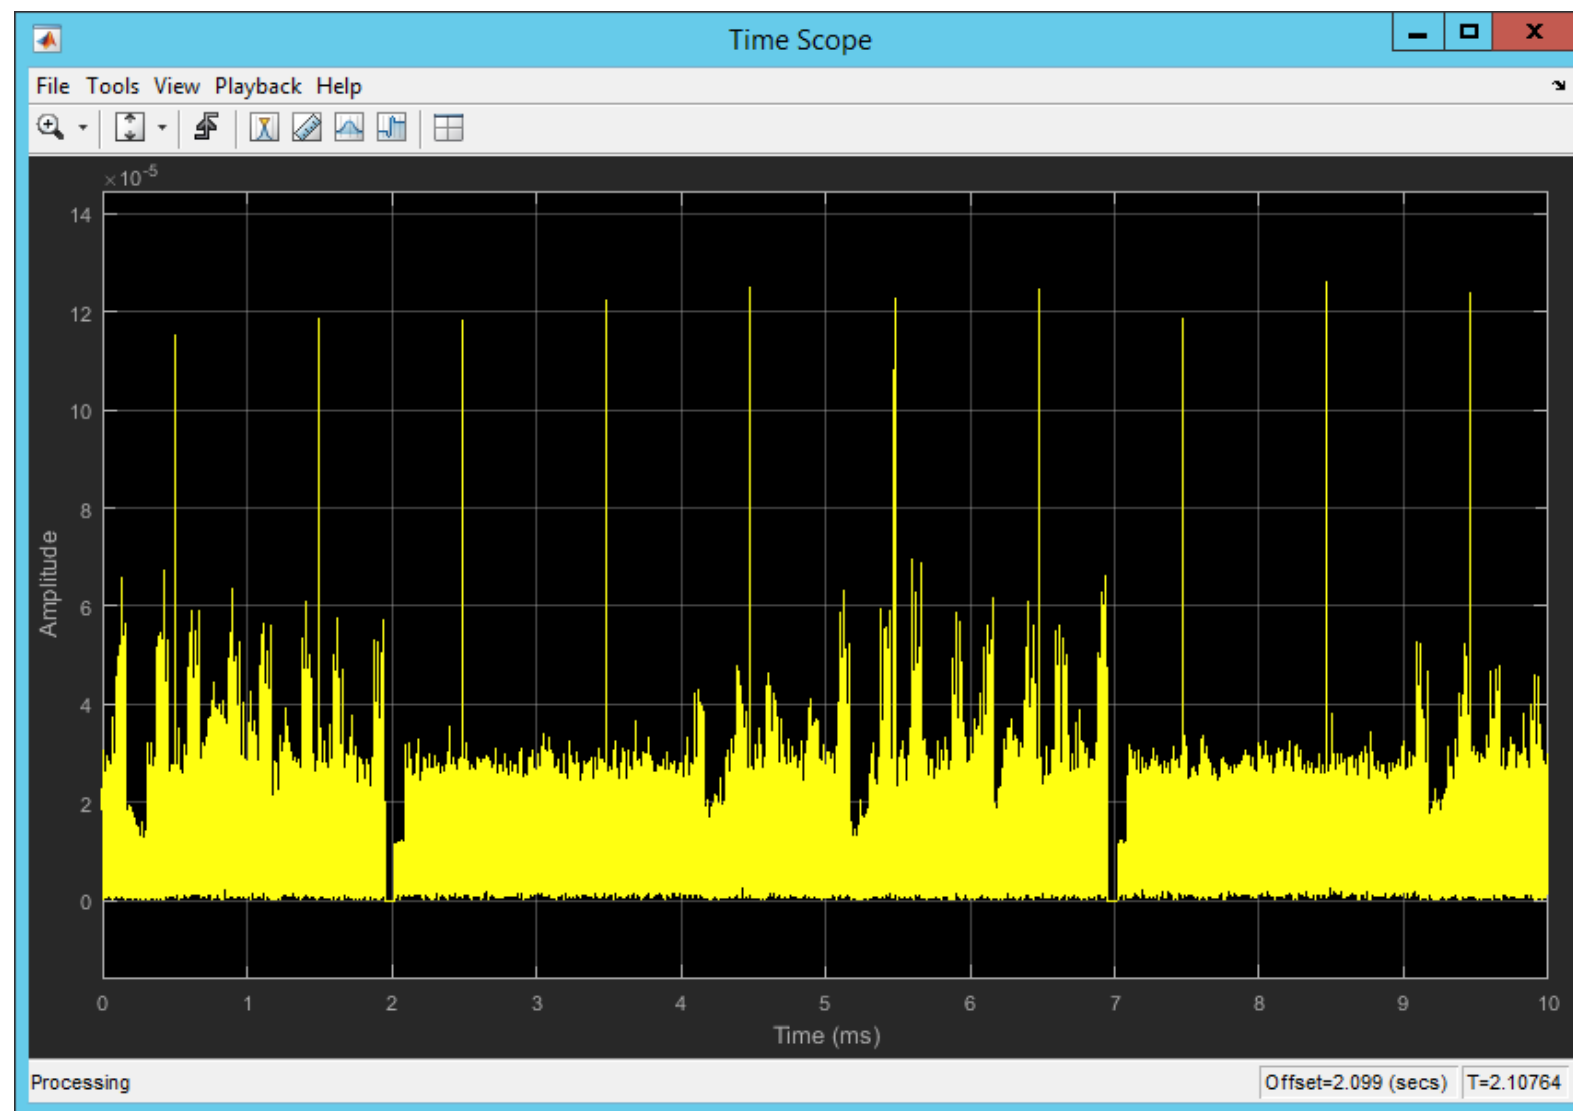 Time Scope
File Tools View Playback Help
×10-5
14
12
10
8
6
4
2
0
Amplitude
0 1 2 3 4 5 6 7 8 9 10
Time (ms)
Processing Offset=2.099 (secs) T=2.10764